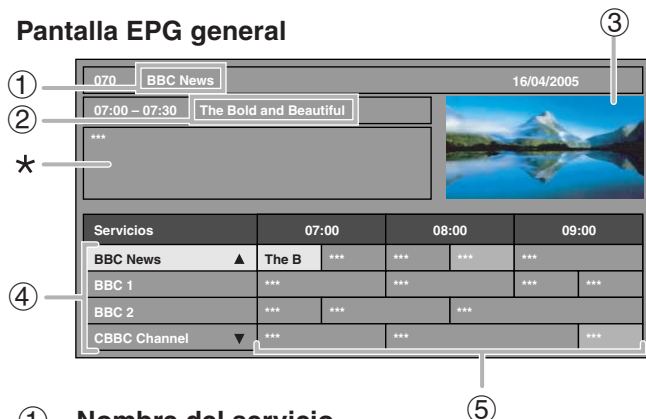 Pantalla EPG general
③
①
070 BBC News 16/04/2005
②
07:00 – 07:30 The Bold and Beautiful
*
***
Servicios 07:00 08:00 09:00
④
BBC News ▲ The B *** *** *** ***
BBC 1 *** *** *** ***
BBC 2 *** *** ***
CBBC Channel ▼ *** *** ***
⑤
① Nombre del servicio